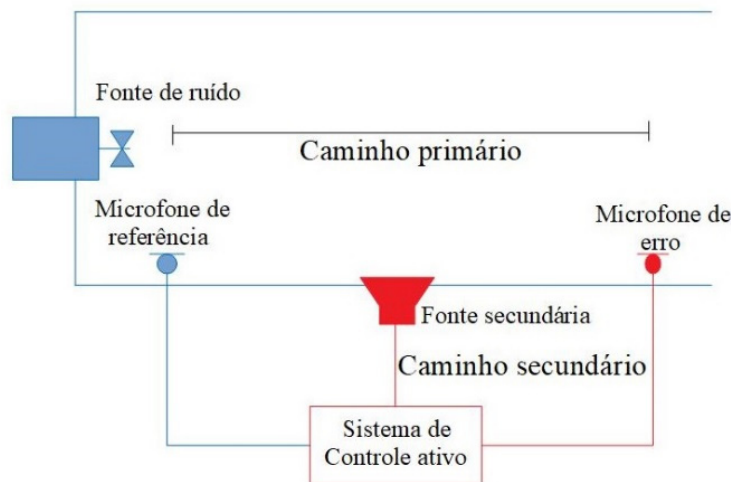 Fonte de ruído
Caminho primário
Microfone de
referência
Microfone de
erro
Fonte secundária
Caminho secundário
Sistema de
Controle ativo